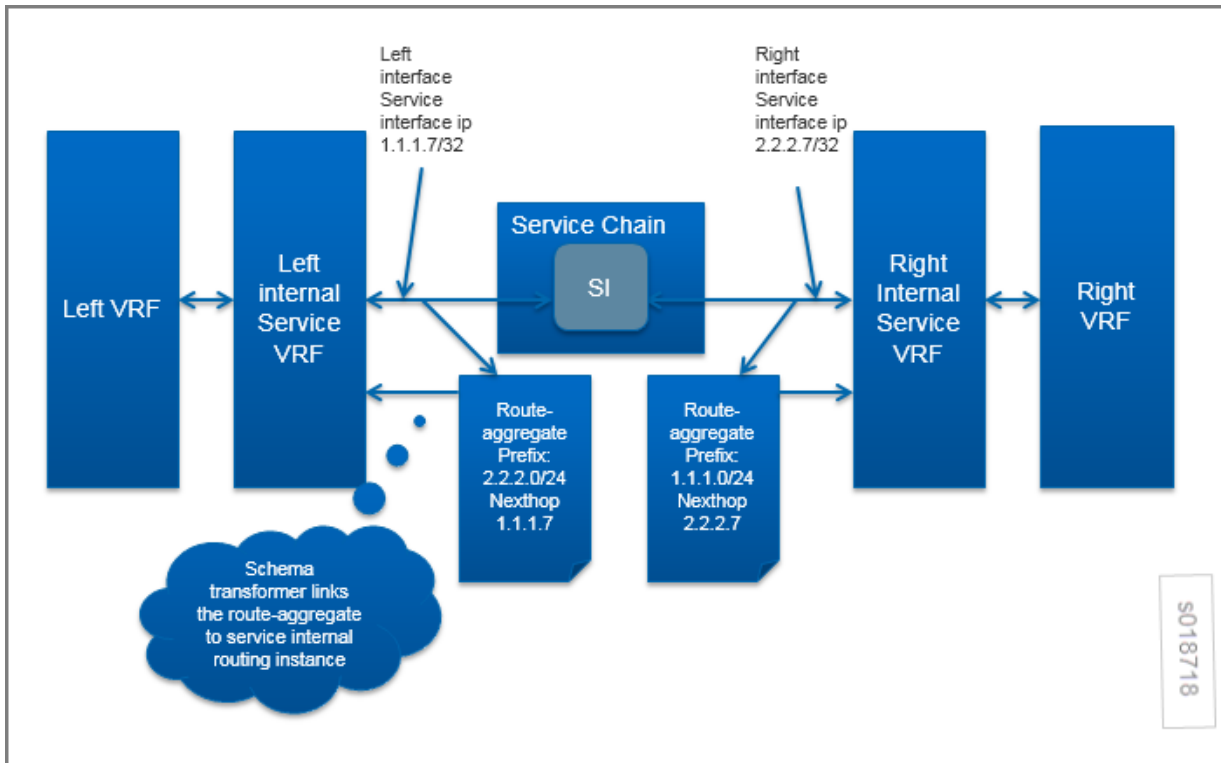 Left
interface
Service
interface ip
1.1.1.7/32
Right
interface
Service
interface ip
2.2.2.7/32
Left VRF
Left
internal
Service
VRF
Service Chain
SI
Right
Internal
Service
VRF
Right
VRF
Route-
aggregate
Prefix:
2.2.2.0/24
Nexthop
1.1.1.7
Route-
aggregate
Prefix:
1.1.1.0/24
Nexthop
2.2.2.7
Schema
transformer links
the route-aggregate
to service internal
routing instance
s018718